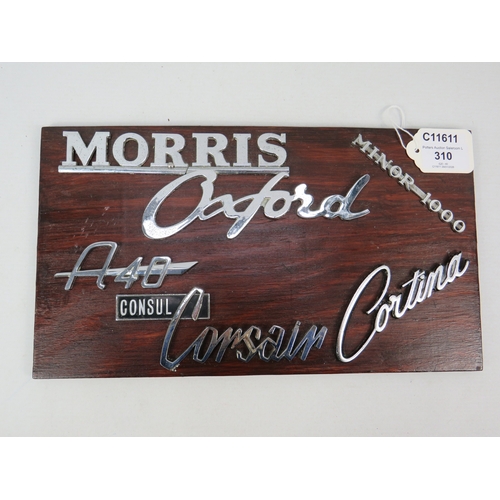 MORRIS
Oxford
MINOR 1000
C11611
310
A40
CONSUL
Corsair
Cortina